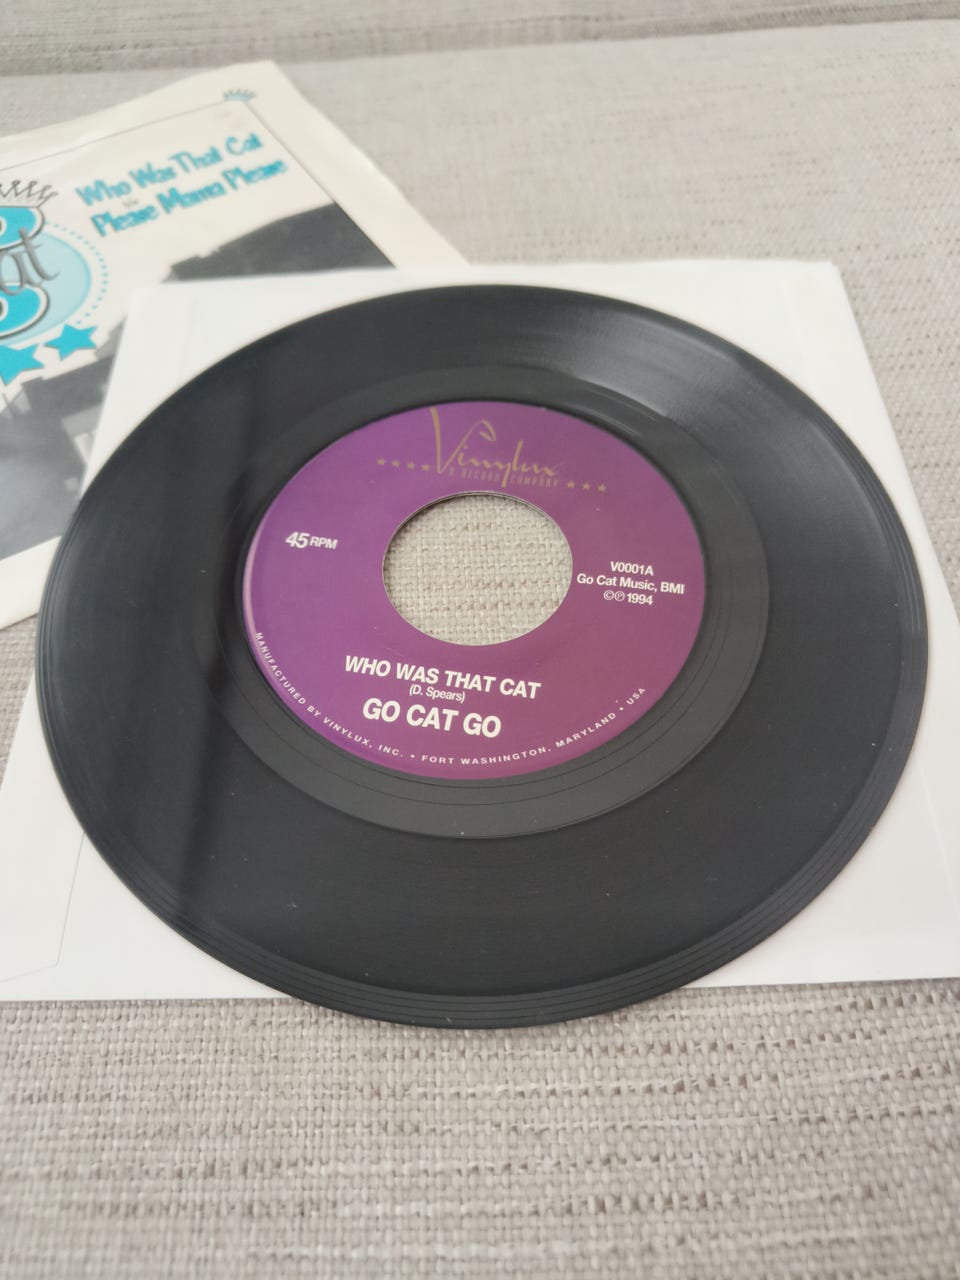 Who Was That Cat
b/w
Please Mama Please
at
Vinylux
A RECORD COMPANY
45 RPM
V0001A
Go Cat Music, BMI
©℗ 1994
WHO WAS THAT CAT
(D. Spears)
GO CAT GO
MANUFACTURED BY VINYLUX, INC. • FORT WASHINGTON, MARYLAND • USA